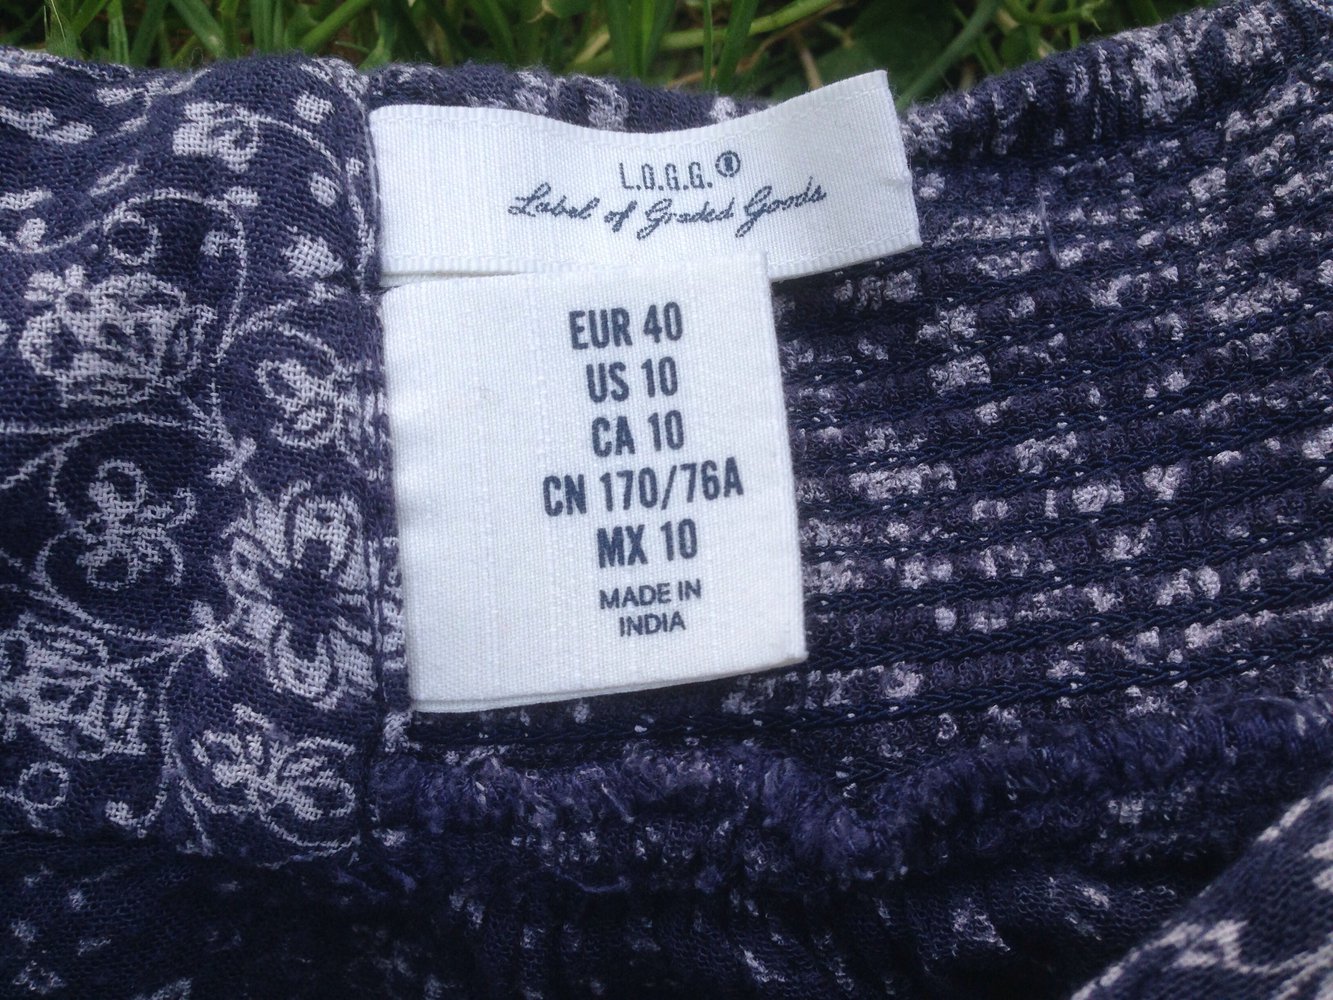 L.O.G.G.®
Label of Graded Goods
EUR 40
US 10
CA 10
CN 170/76A
MX 10
MADE IN
INDIA